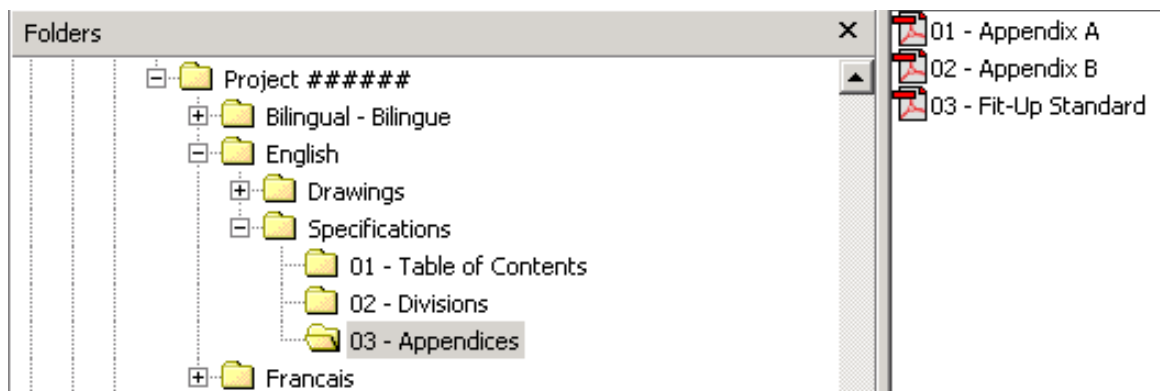 Folders
Project ######
Bilingual - Bilingue
English
Drawings
Specifications
01 - Table of Contents
02 - Divisions
03 - Appendices
Francais
01 - Appendix A
02 - Appendix B
03 - Fit-Up Standard